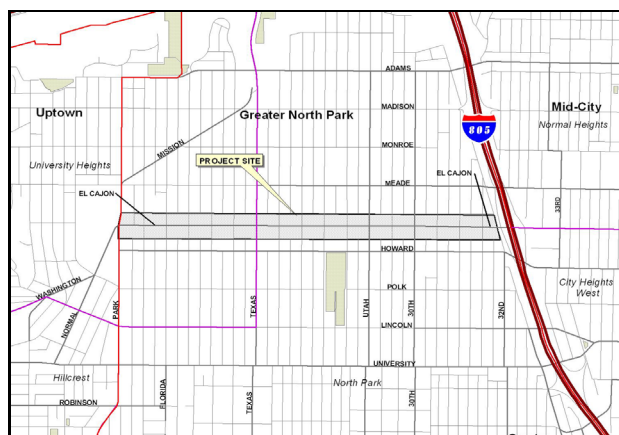 ADAMS
Uptown
Greater North Park
MADISON
Mid-City
Normal Heights
805
MISSION
MONROE
University Heights
PROJECT SITE
EL CAJON
MEADE
EL CAJON
33RD
HOWARD
WASHINGTON
NORMAL
PARK
TEXAS
UTAH
30TH
POLK
32ND
City Heights
West
LINCOLN
UNIVERSITY
Hillcrest
ROBINSON
FLORIDA
TEXAS
North Park
30TH